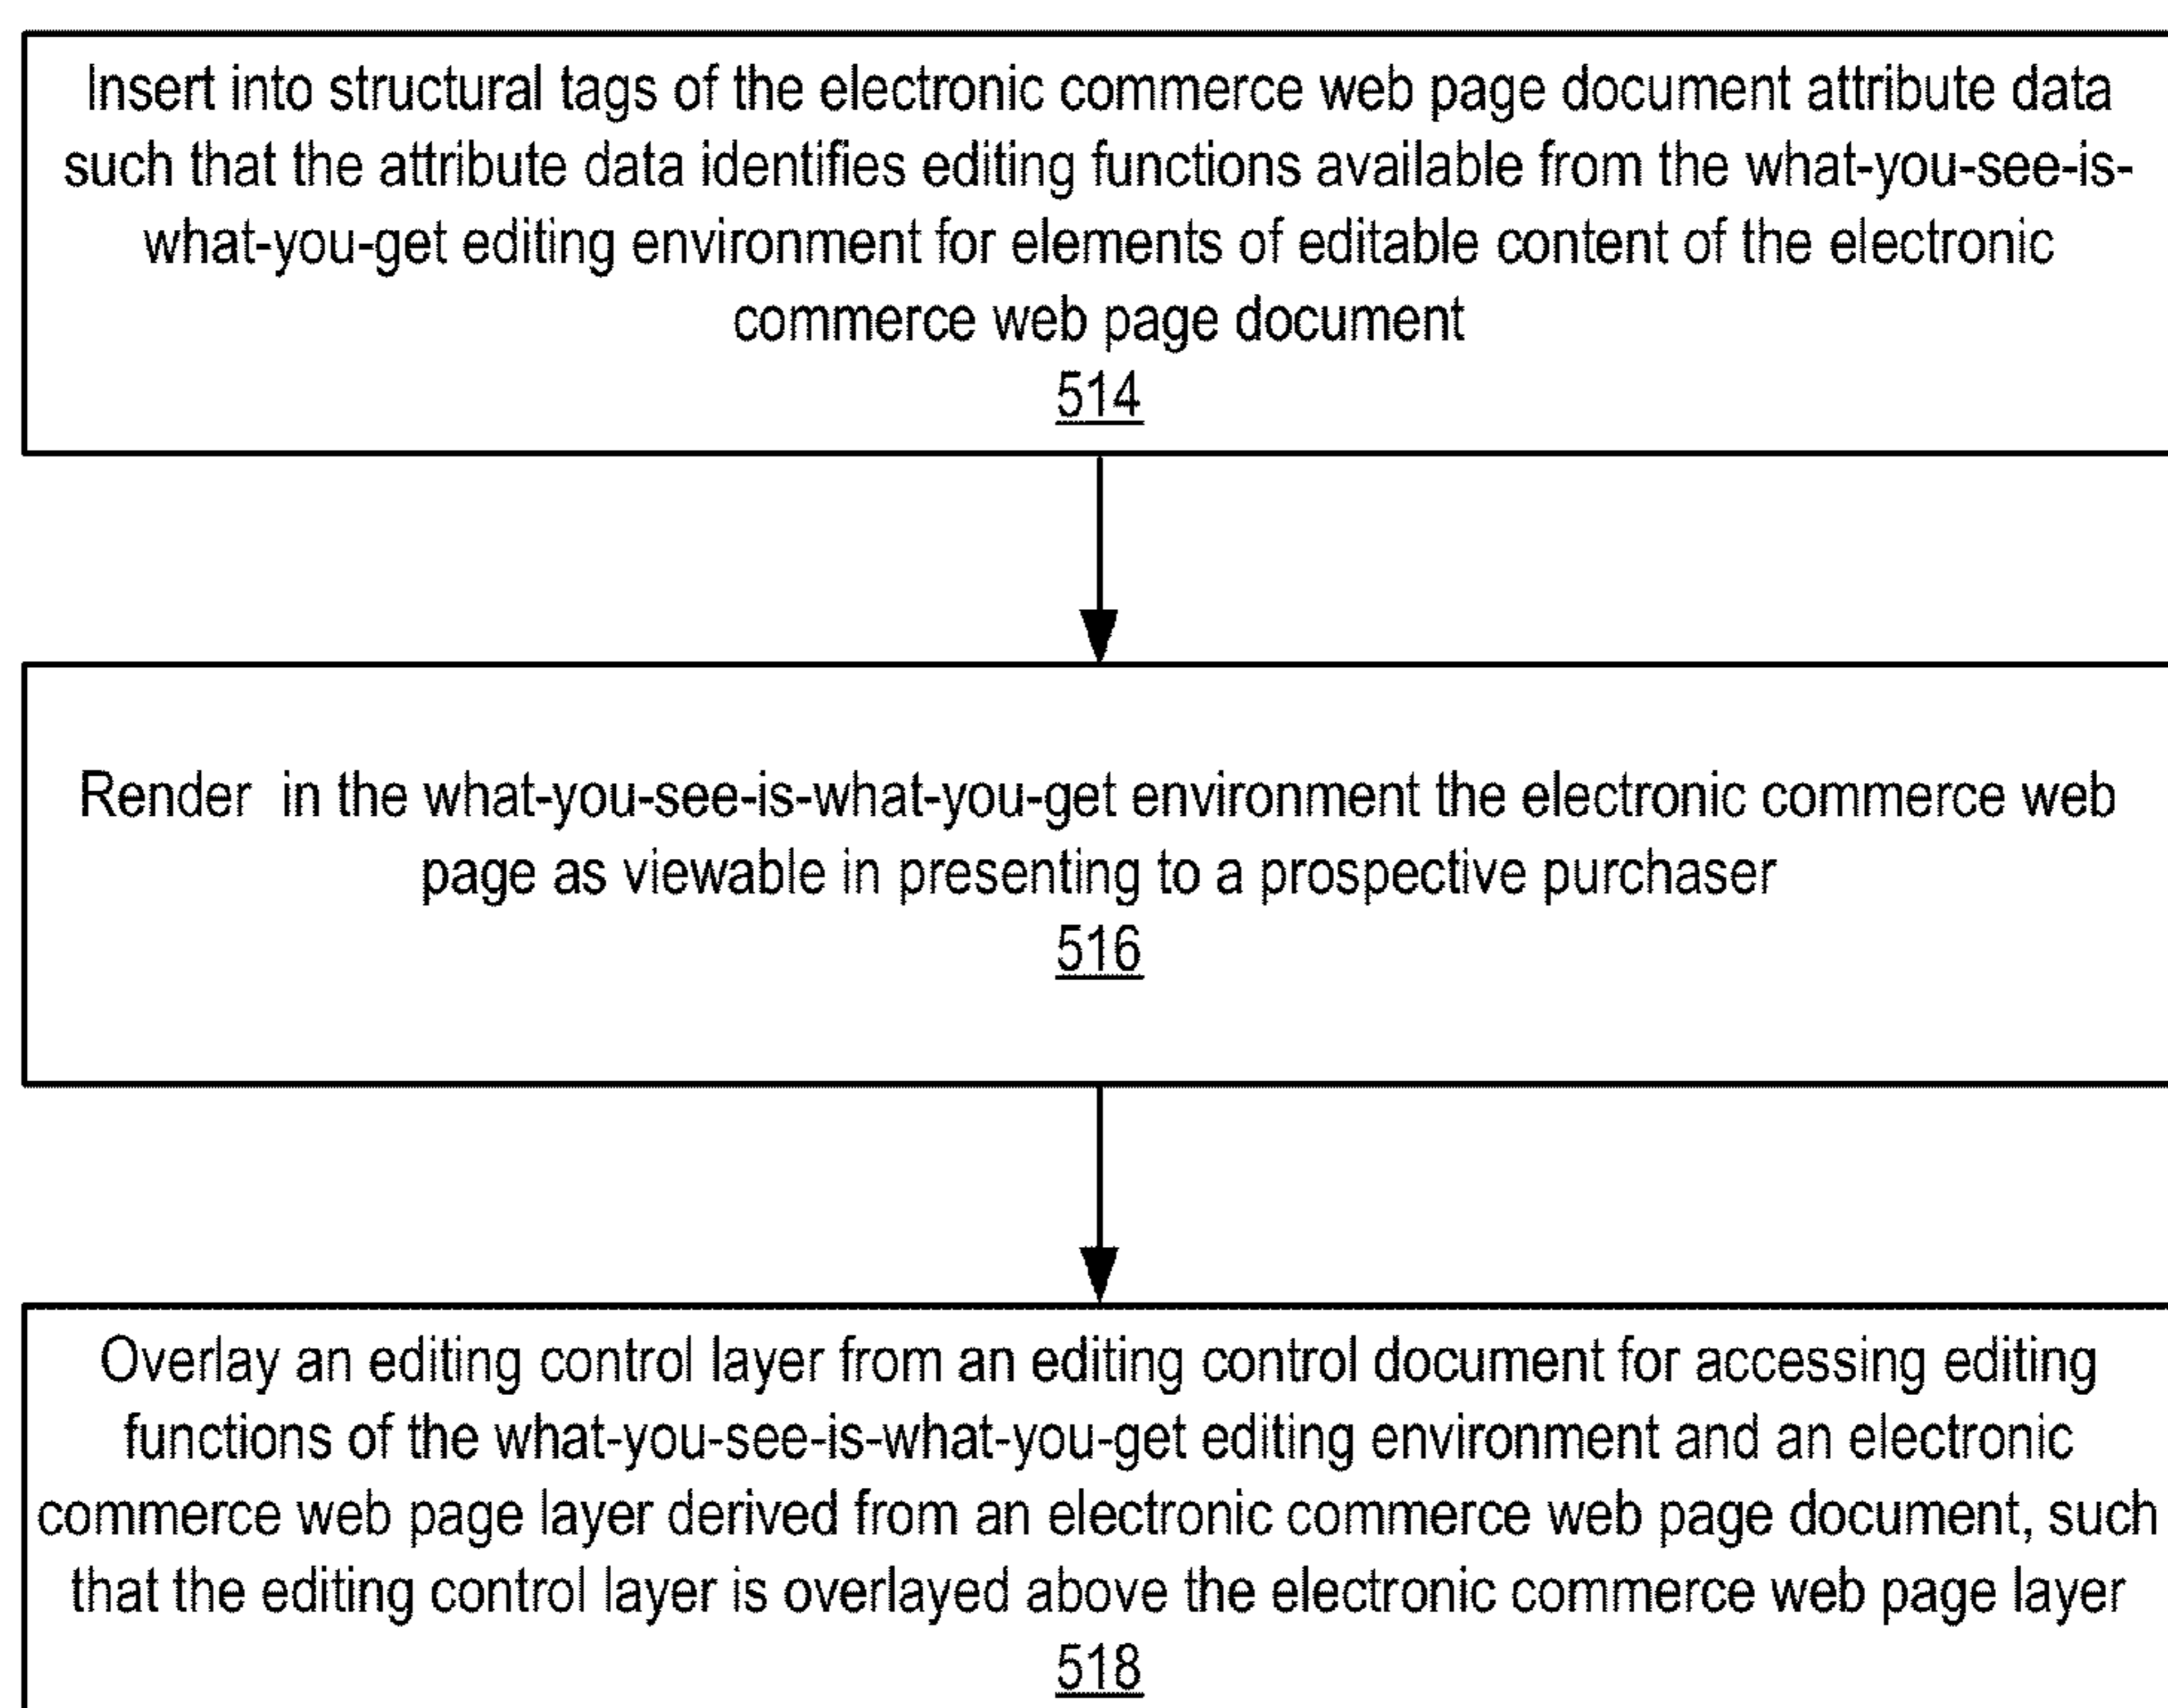 Insert into structural tags of the electronic commerce web page document attribute data
such that the attribute data identifies editing functions available from the what-you-see-is-
what-you-get editing environment for elements of editable content of the electronic
commerce web page document
514
Render in the what-you-see-is-what-you-get environment the electronic commerce web
page as viewable in presenting to a prospective purchaser
516
Overlay an editing control layer from an editing control document for accessing editing
functions of the what-you-see-is-what-you-get editing environment and an electronic
commerce web page layer derived from an electronic commerce web page document, such
that the editing control layer is overlayed above the electronic commerce web page layer
518